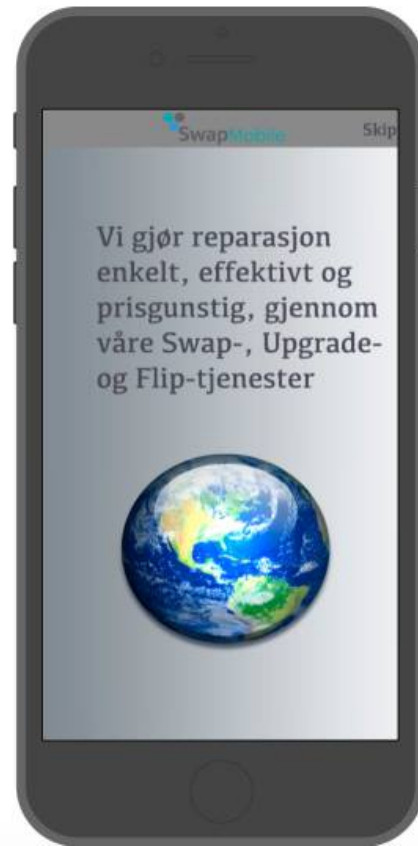 SwapMobile
Skip
Vi gjør reparasjon
enkelt, effektivt og
prisgunstig, gjennom
våre Swap-, Upgrade-
og Flip-tjenester